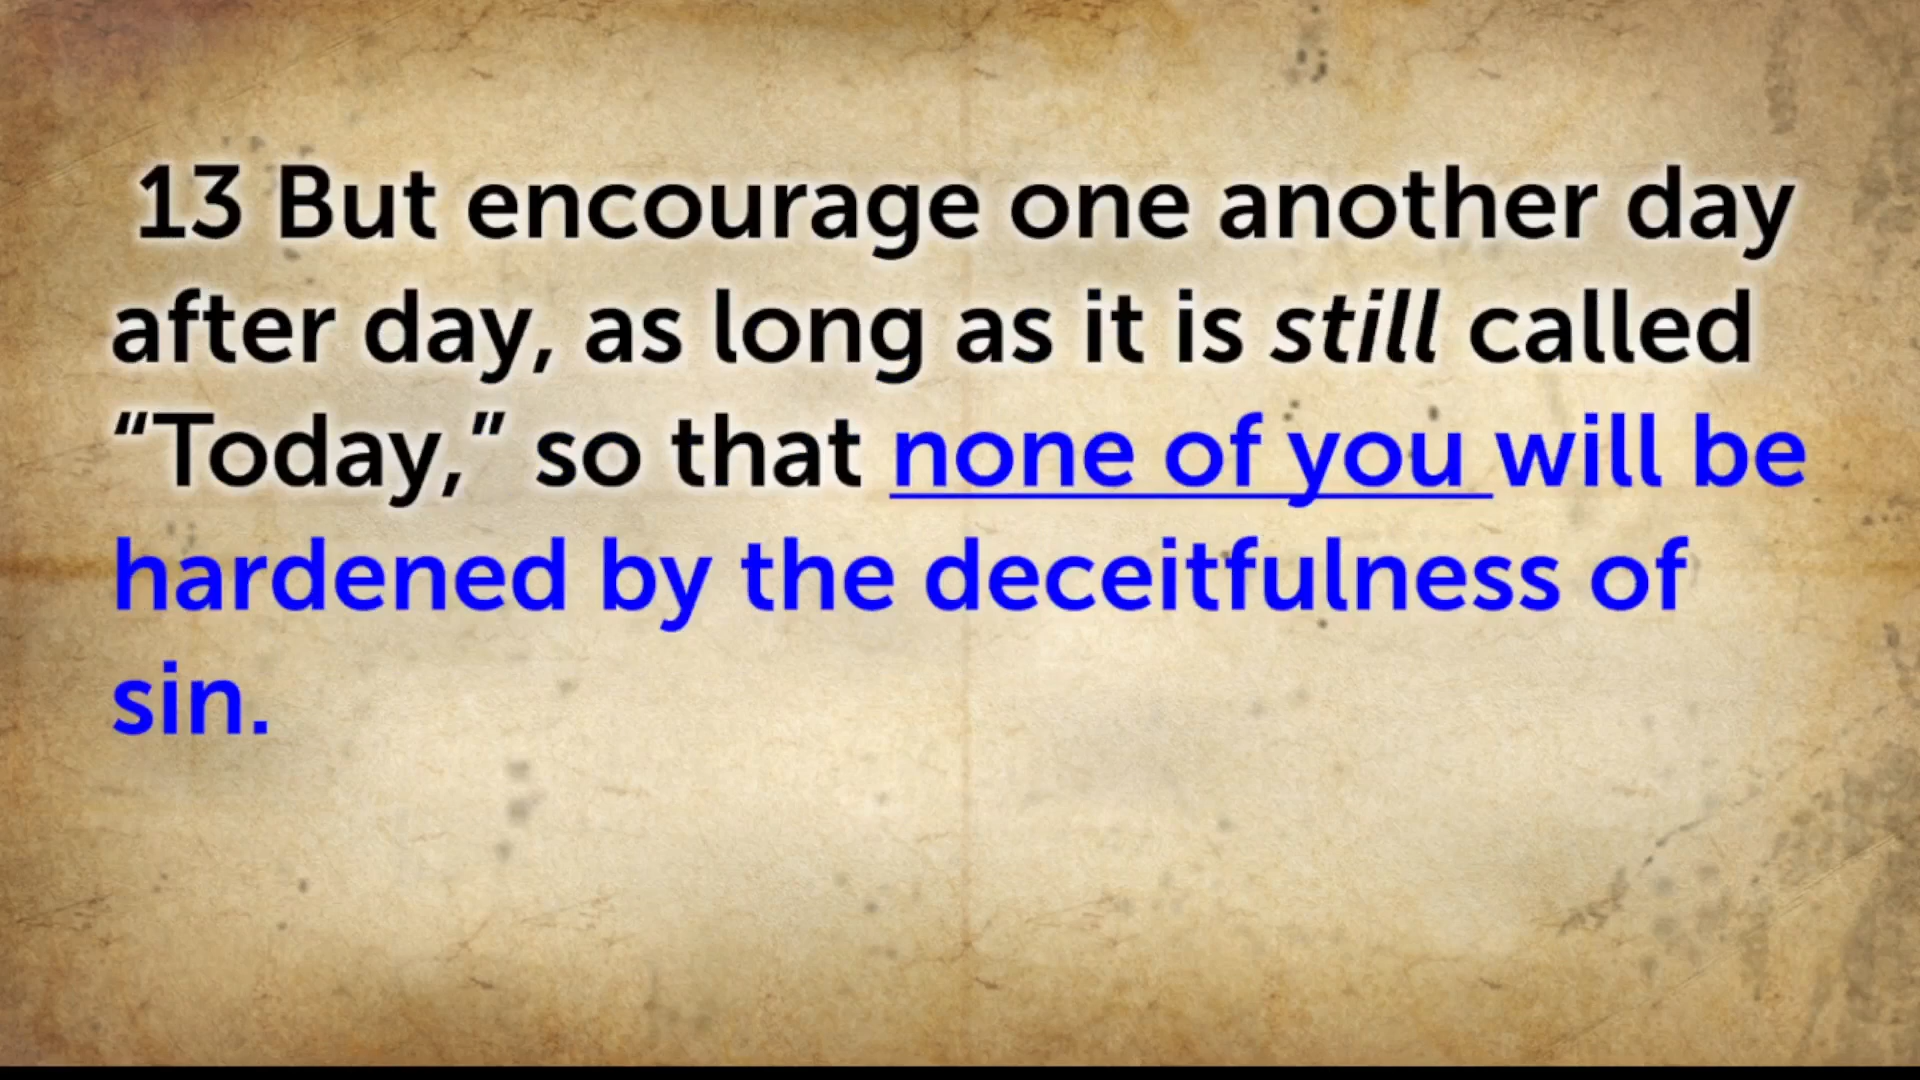 13 But encourage one another day
after day, as long as it is still called
“Today,” so that none of you will be
hardened by the deceitfulness of
sin.